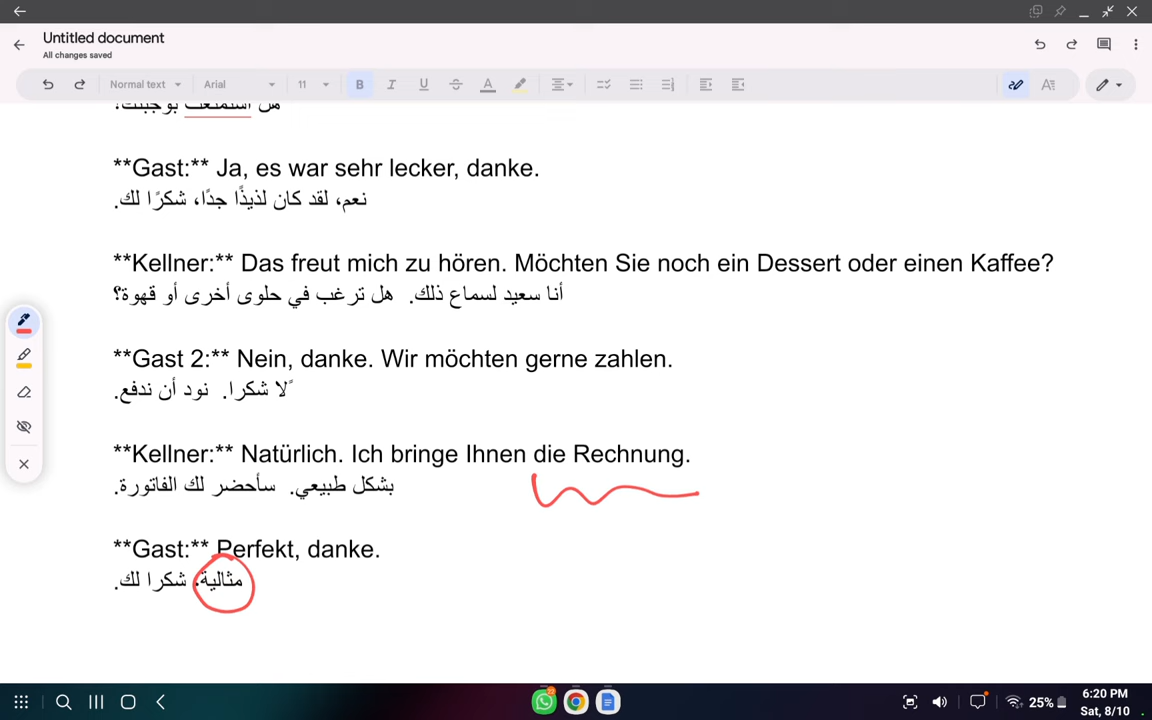 Untitled document
All changes saved
Normal text
Arial
11
B I U S A
هل استمتعت بوجبتك؟
**Gast:** Ja, es war sehr lecker, danke.
نعم، لقد كان لذيذًا جدًا، شكرًا لك.
**Kellner:** Das freut mich zu hören. Möchten Sie noch ein Dessert oder einen Kaffee?
أنا سعيد لسماع ذلك. هل ترغب في حلوى أخرى أو قهوة؟
**Gast 2:** Nein, danke. Wir möchten gerne zahlen.
ًلا شكرا. نود أن ندفع.
**Kellner:** Natürlich. Ich bringe Ihnen die Rechnung.
بشكل طبيعي. سأحضر لك الفاتورة.
**Gast:** Perfekt, danke.
مثالية، شكرا لك.
25%
6:20 PM
Sat, 8/10